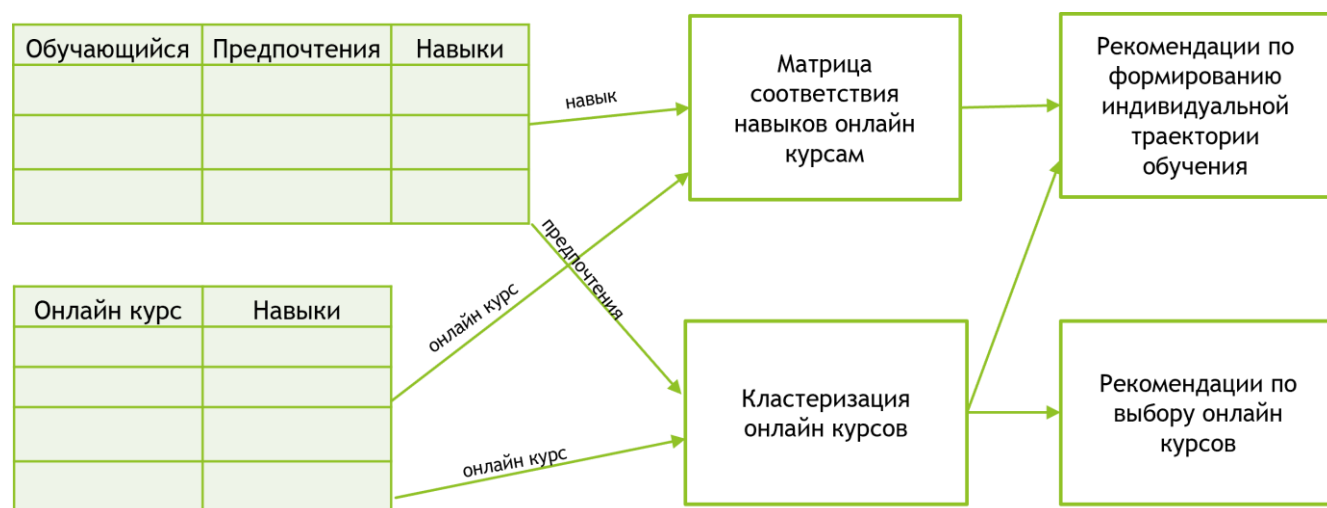 Обучающийся Предпочтения Навыки
навык
Матрица
соответствия
навыков онлайн
курсам
Рекомендации по
формированию
индивидуальной
траектории
обучения
предпочтения
Онлайн курс Навыки
онлайн курс
онлайн курс
Кластеризация
онлайн курсов
Рекомендации по
выбору онлайн
курсов